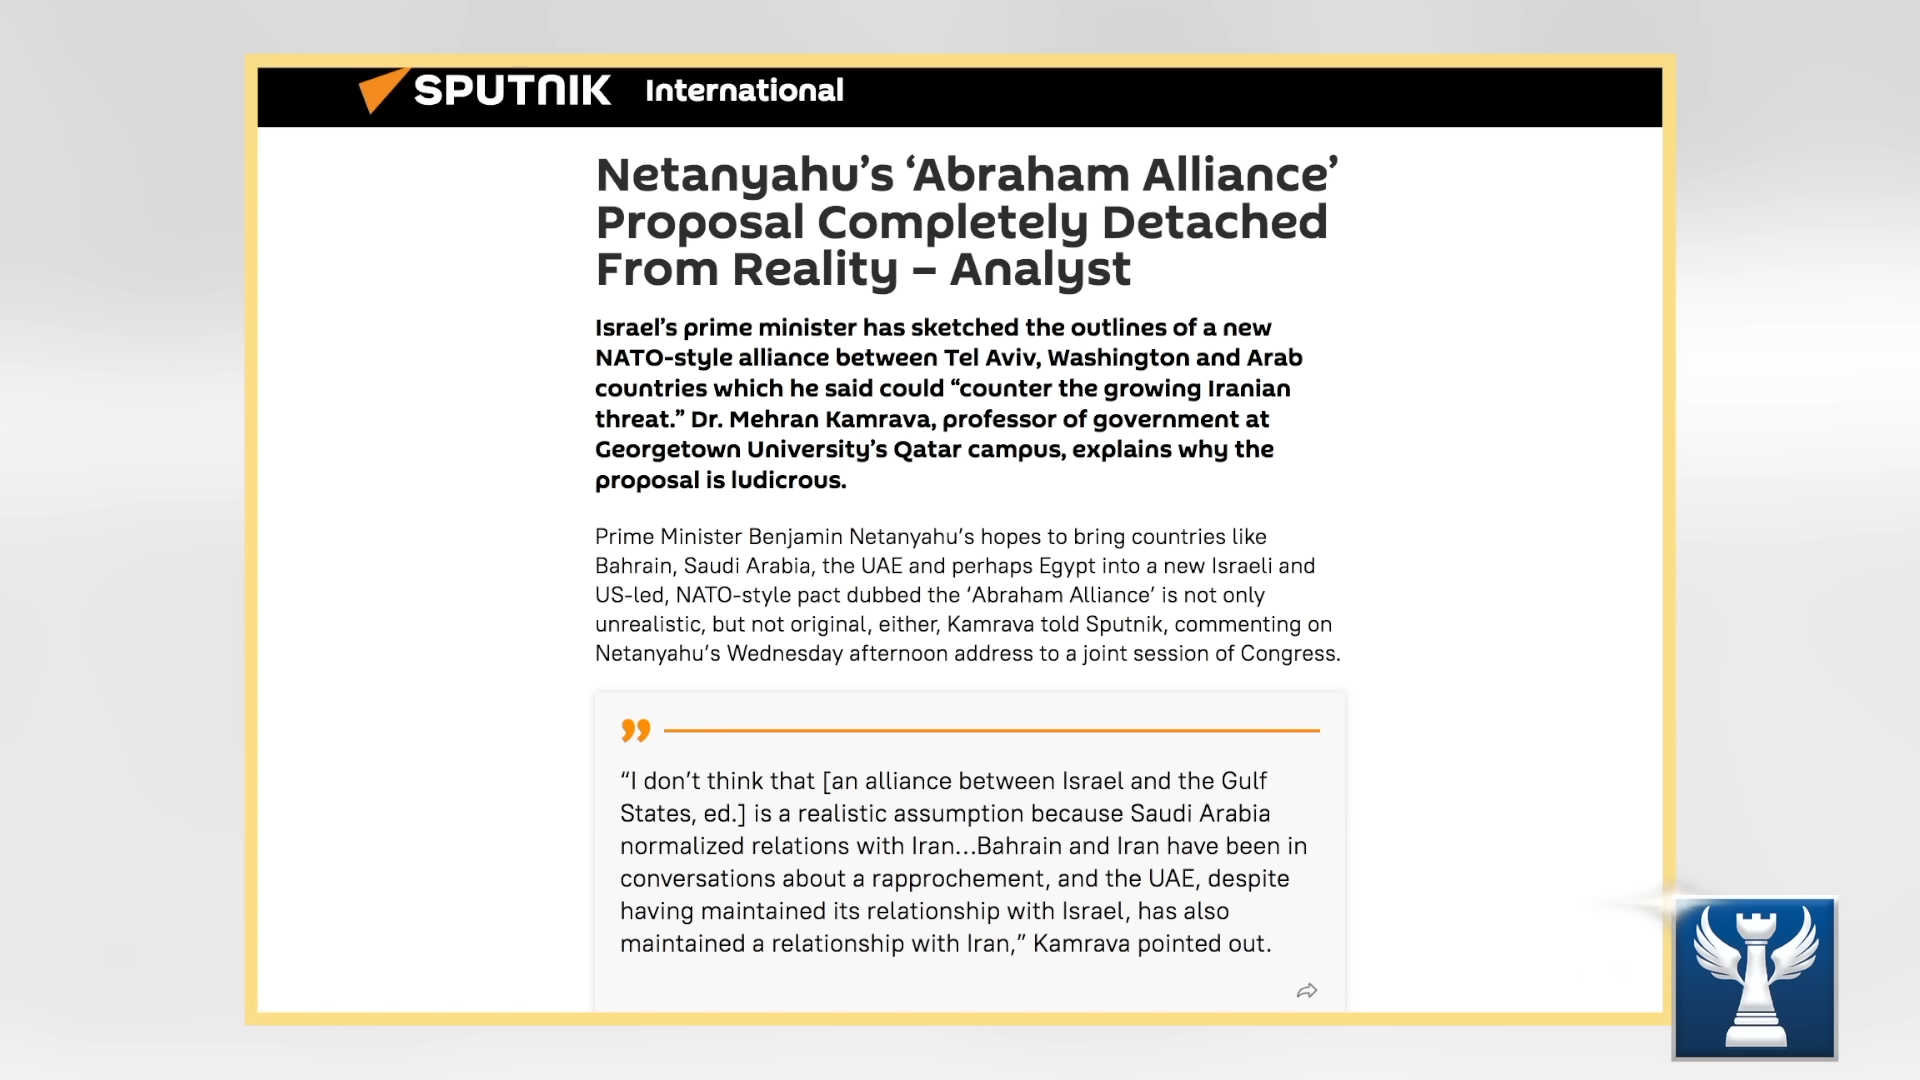 SPUTNIK International
Netanyahu’s ‘Abraham Alliance’
Proposal Completely Detached
From Reality – Analyst
Israel’s prime minister has sketched the outlines of a new
NATO-style alliance between Tel Aviv, Washington and Arab
countries which he said could “counter the growing Iranian
threat.” Dr. Mehran Kamrava, professor of government at
Georgetown University’s Qatar campus, explains why the
proposal is ludicrous.
Prime Minister Benjamin Netanyahu’s hopes to bring countries like
Bahrain, Saudi Arabia, the UAE and perhaps Egypt into a new Israeli and
US-led, NATO-style pact dubbed the ‘Abraham Alliance’ is not only
unrealistic, but not original, either, Kamrava told Sputnik, commenting on
Netanyahu’s Wednesday afternoon address to a joint session of Congress.
”
“I don’t think that [an alliance between Israel and the Gulf
States, ed.] is a realistic assumption because Saudi Arabia
normalized relations with Iran...Bahrain and Iran have been in
conversations about a rapprochement, and the UAE, despite
having maintained its relationship with Israel, has also
maintained a relationship with Iran,” Kamrava pointed out.